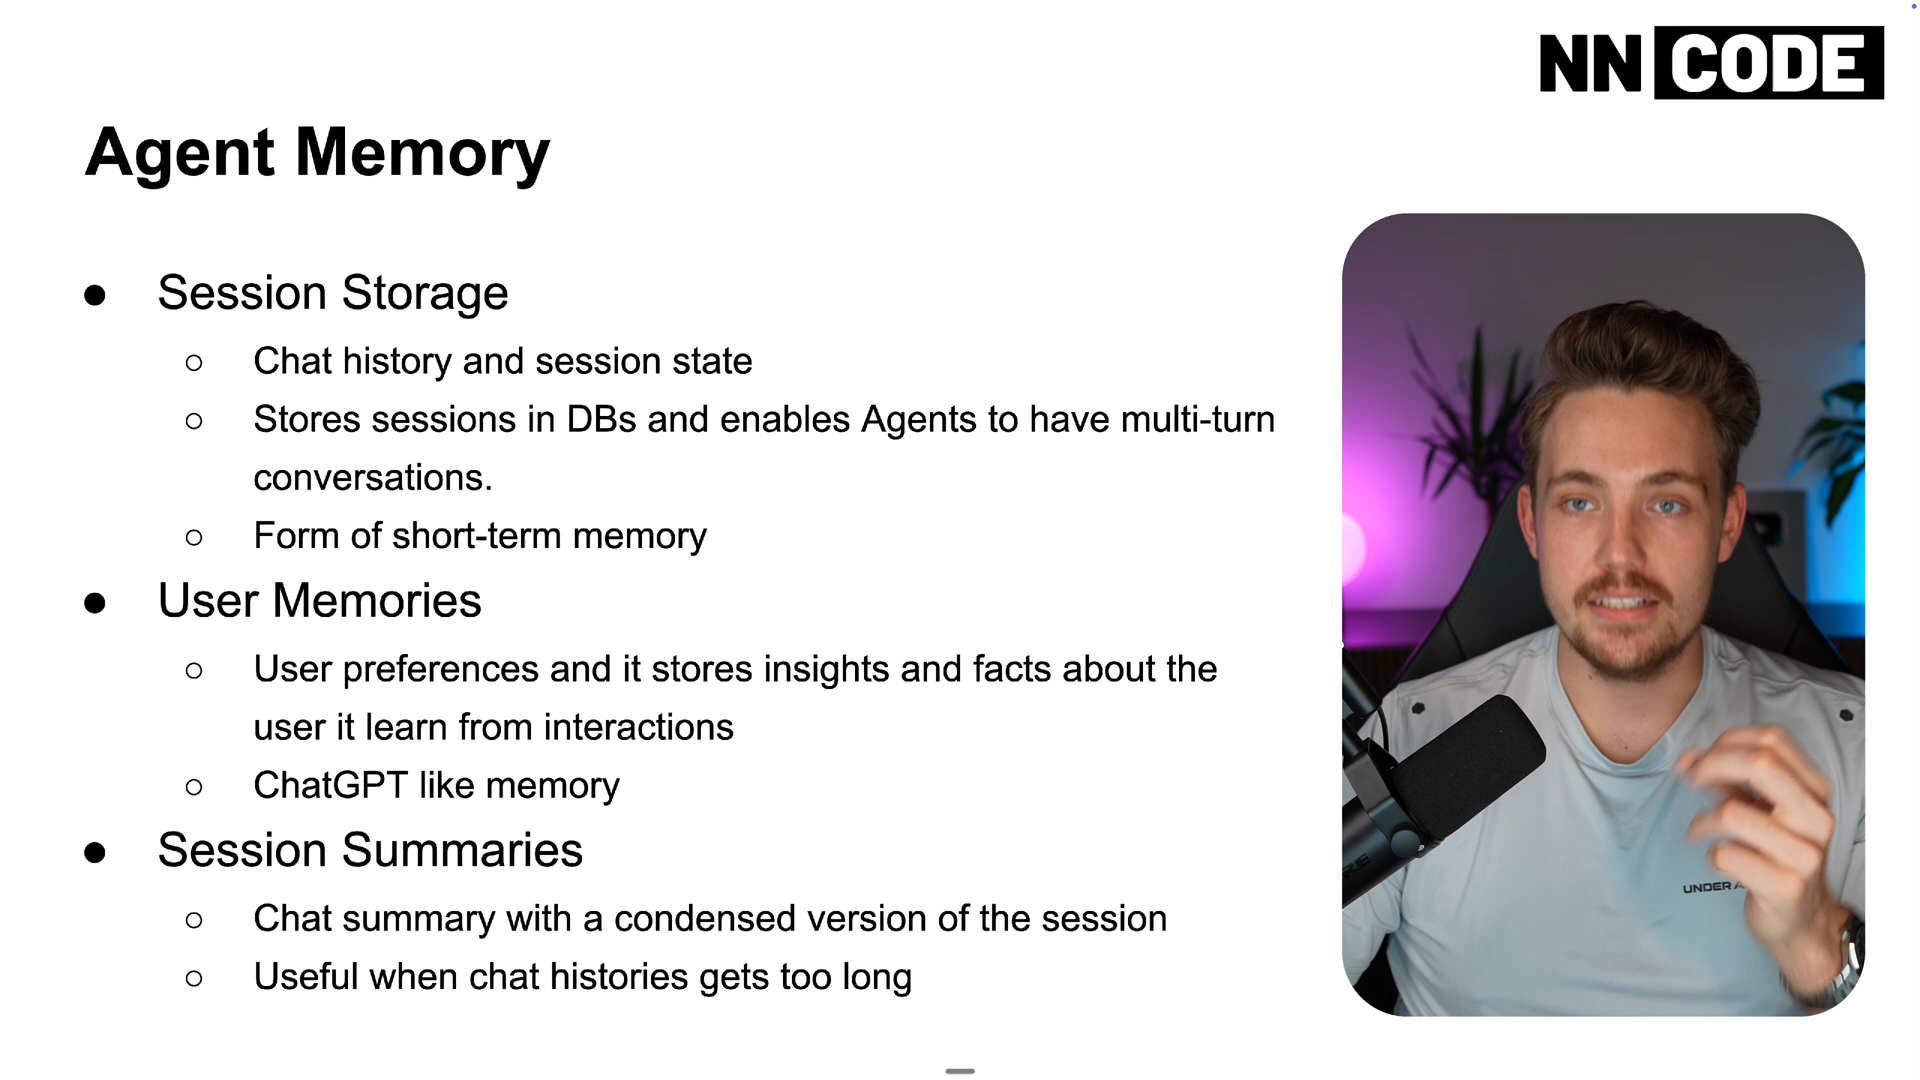 NN CODE
Agent Memory
● Session Storage
○ Chat history and session state
○ Stores sessions in DBs and enables Agents to have multi-turn
conversations.
○ Form of short-term memory
● User Memories
○ User preferences and it stores insights and facts about the
user it learn from interactions
○ ChatGPT like memory
● Session Summaries
○ Chat summary with a condensed version of the session
○ Useful when chat histories gets too long
UNDER